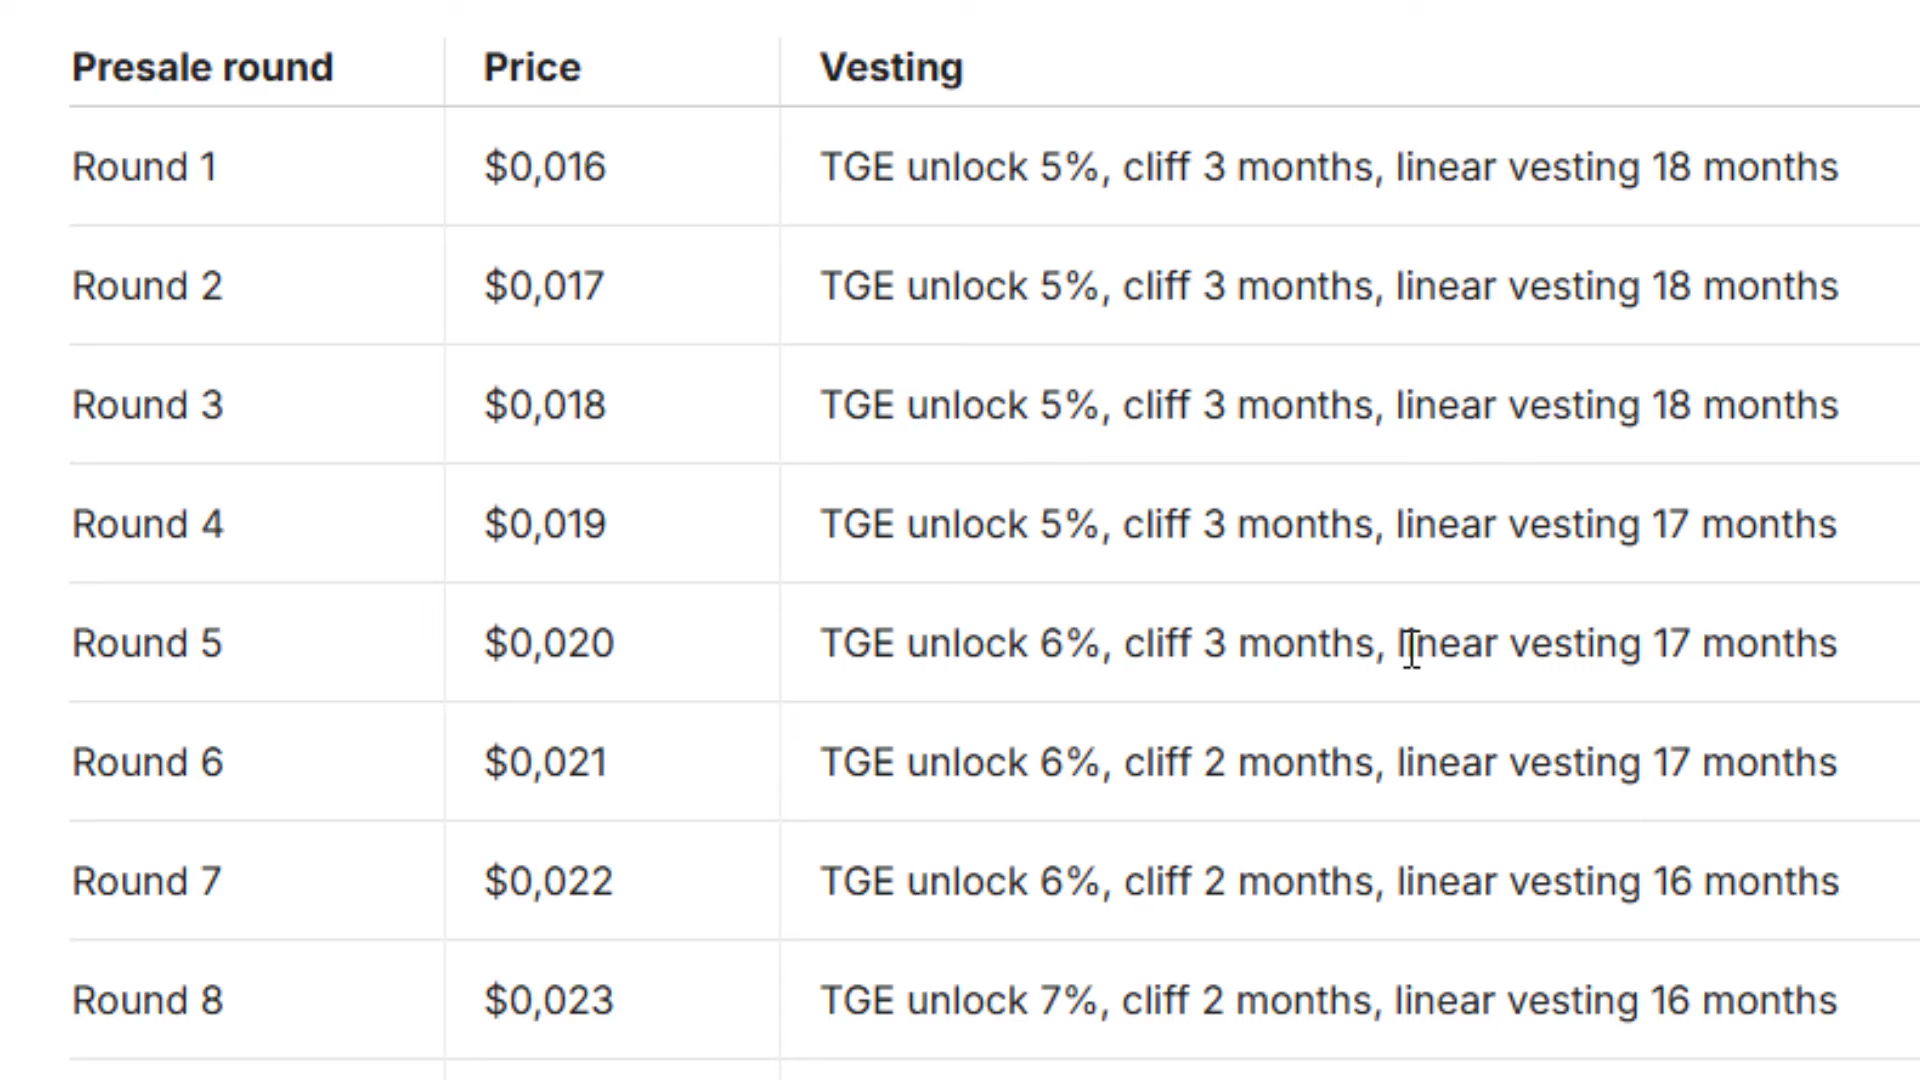 Presale round Price Vesting
Round 1 $0,016 TGE unlock 5%, cliff 3 months, linear vesting 18 months
Round 2 $0,017 TGE unlock 5%, cliff 3 months, linear vesting 18 months
Round 3 $0,018 TGE unlock 5%, cliff 3 months, linear vesting 18 months
Round 4 $0,019 TGE unlock 5%, cliff 3 months, linear vesting 17 months
Round 5 $0,020 TGE unlock 6%, cliff 3 months, linear vesting 17 months
Round 6 $0,021 TGE unlock 6%, cliff 2 months, linear vesting 17 months
Round 7 $0,022 TGE unlock 6%, cliff 2 months, linear vesting 16 months
Round 8 $0,023 TGE unlock 7%, cliff 2 months, linear vesting 16 months